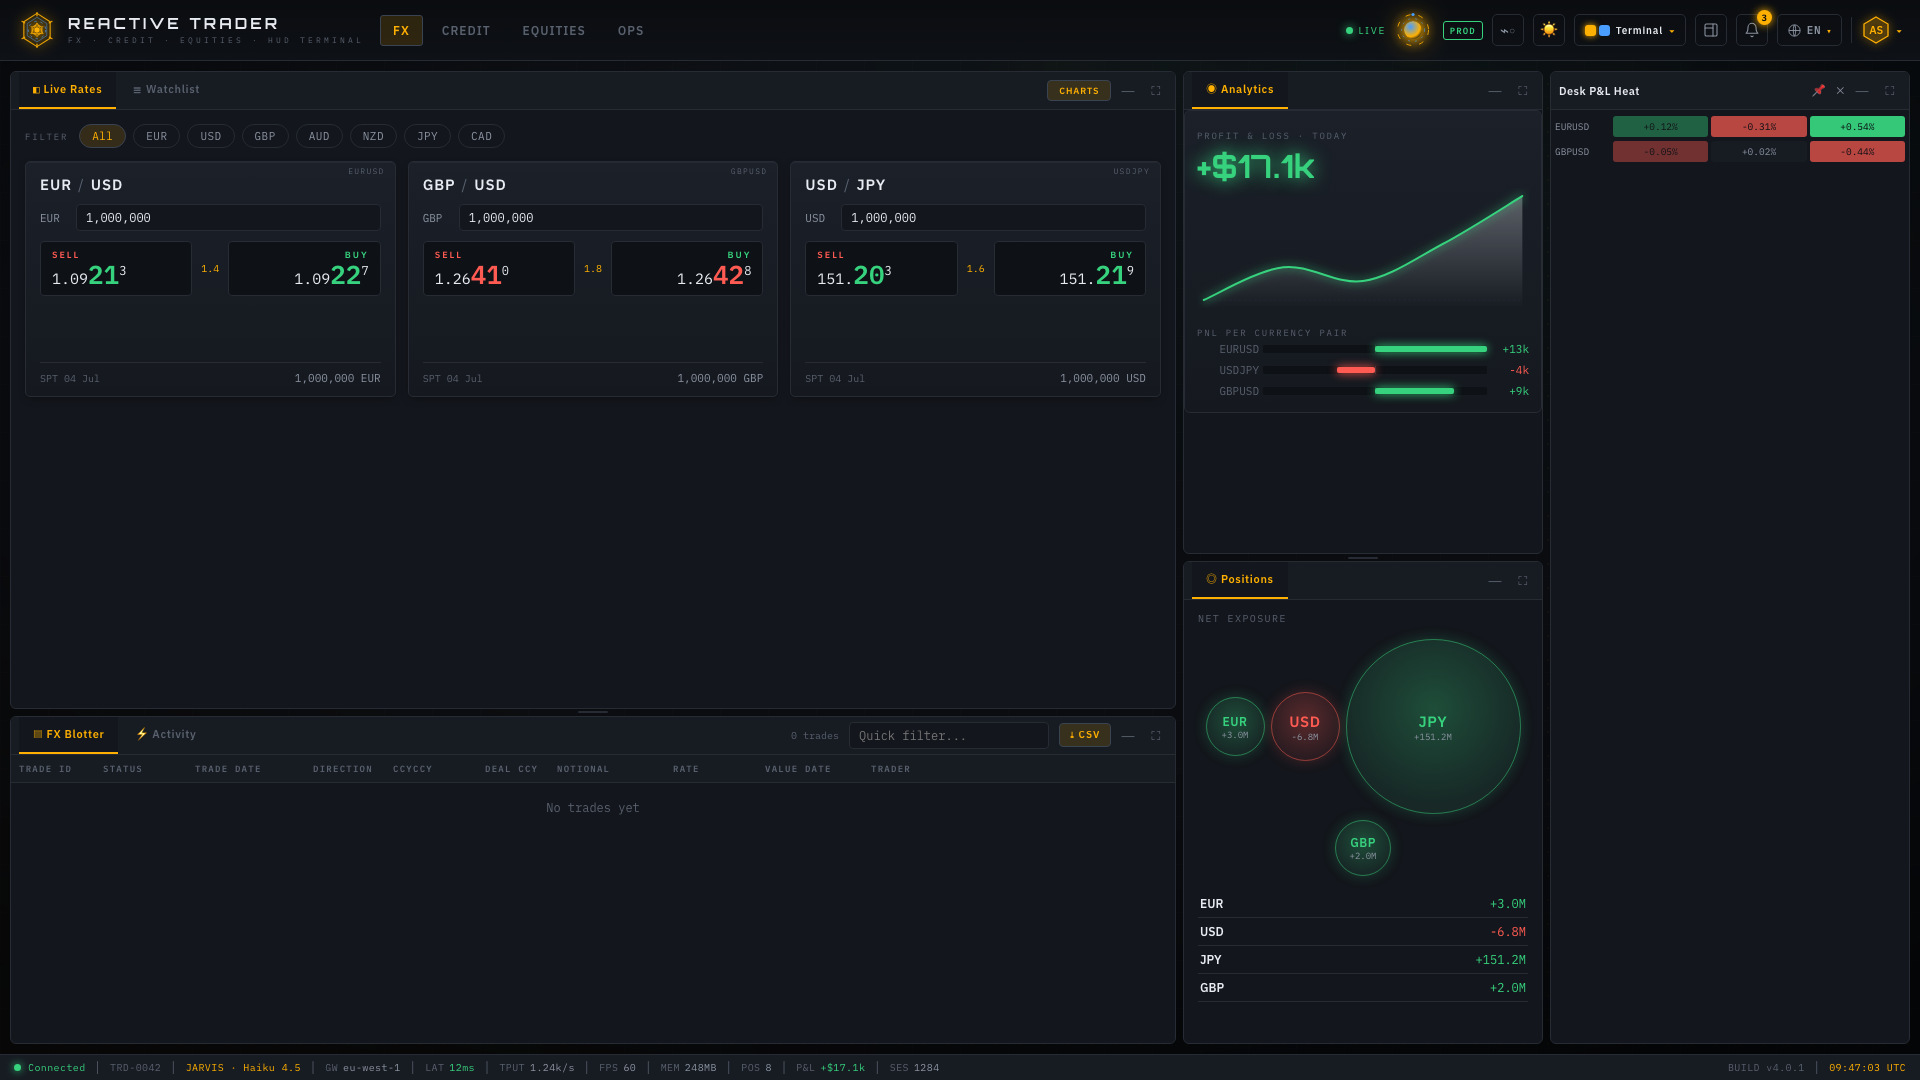 REACTIVE TRADER
FX · CREDIT · EQUITIES · HUD TERMINAL
FX CREDIT EQUITIES OPS
LIVE PROD Terminal 3 EN AS
Live Rates Watchlist CHARTS
FILTER All EUR USD GBP AUD NZD JPY CAD
EURUSD
EUR / USD
EUR 1,000,000
SELL BUY
1.09213 1.4 1.09227
SPT 04 Jul 1,000,000 EUR
GBPUSD
GBP / USD
GBP 1,000,000
SELL BUY
1.26410 1.8 1.26428
SPT 04 Jul 1,000,000 GBP
USDJPY
USD / JPY
USD 1,000,000
SELL BUY
151.203 1.6 151.219
SPT 04 Jul 1,000,000 USD
FX Blotter Activity 0 trades Quick filter... ↓ CSV
TRADE ID STATUS TRADE DATE DIRECTION CCYCCY DEAL CCY NOTIONAL RATE VALUE DATE TRADER
No trades yet
Analytics
PROFIT & LOSS · TODAY
+$17.1k
PNL PER CURRENCY PAIR
EURUSD +13k
USDJPY -4k
GBPUSD +9k
Positions
NET EXPOSURE
EUR
+3.0M
USD
-6.8M
JPY
+151.2M
GBP
+2.0M
EUR +3.0M
USD -6.8M
JPY +151.2M
GBP +2.0M
Desk P&L Heat
EURUSD +0.12% -0.31% +0.54%
GBPUSD -0.05% +0.02% -0.44%
Connected TRD-0042 JARVIS · Haiku 4.5 GW eu-west-1 LAT 12ms TPUT 1.24k/s FPS 60 MEM 248MB POS 8 P&L +$17.1k SES 1284 BUILD v4.0.1 09:47:03 UTC